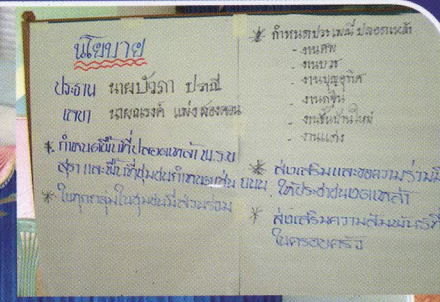 นโยบาย
ประธาน นายบัวภา ปาลี
เลขา นายณรงค์ แพ่ง
* กำหนดพื้นที่ปลอดเหล้า พ.ร.บ
สุรา และพื้นที่ชุมชน ถนน
* ให้ทุกกลุ่มในชุมชนมีส่วนร่วม
* กำหนดประเพณีปลอดเหล้า
- งานศพ
- งานบวช
- งานบุญอุทิศ
- งานกฐิน
- งานขึ้นบ้านใหม่
- งานแต่ง
* ส่งเสริมและขอความร่วมมื
ให้ประชาชนงดเหล้า
* ส่งเสริมความสัมพันธ์ที่
ในครอบครัว